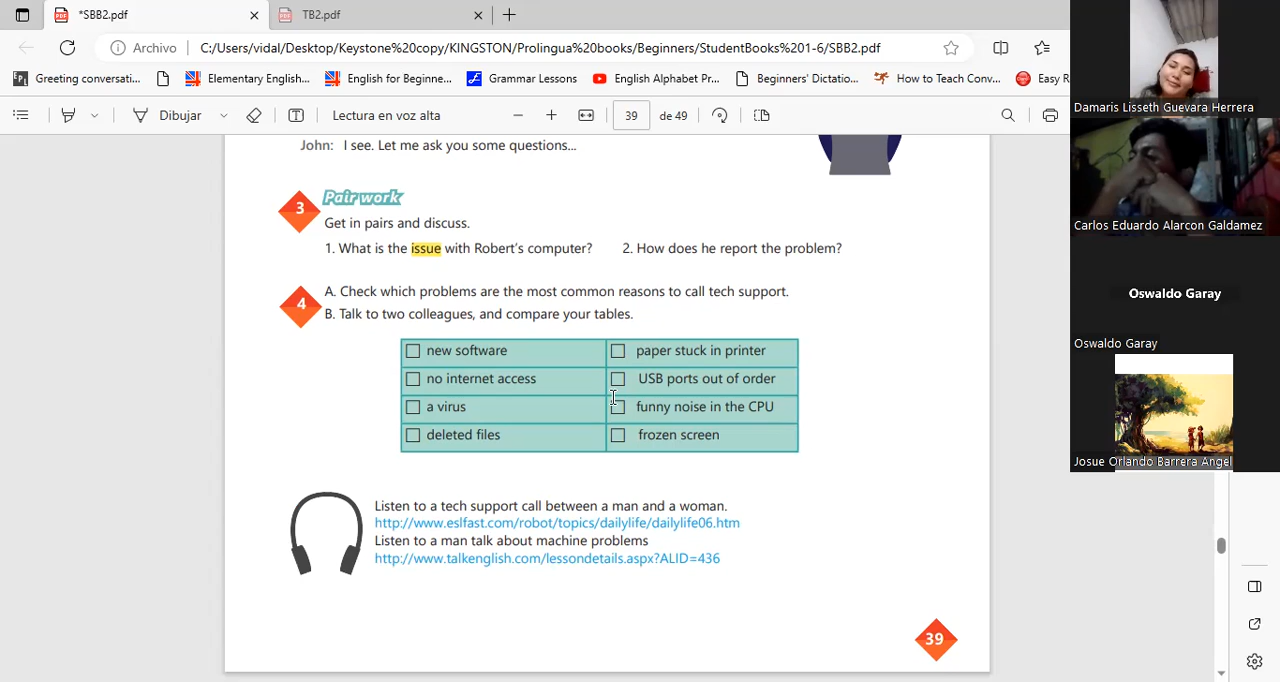 *SBB2.pdf
TB2.pdf
Archivo
C:/Users/vidal/Desktop/Keystone%20copy/KINGSTON/Prolingua%20books/Beginners/StudentBooks%201-6/SBB2.pdf
Greeting conversati...
Elementary English...
English for Beginne...
Grammar Lessons
English Alphabet Pr...
Beginners' Dictatio...
How to Teach Conv...
Easy R
Dibujar
Lectura en voz alta
39
de 49
John: I see. Let me ask you some questions...
3
Pair work
Get in pairs and discuss.
1. What is the issue with Robert's computer?
2. How does he report the problem?
4
A. Check which problems are the most common reasons to call tech support.
B. Talk to two colleagues, and compare your tables.
new software
paper stuck in printer
no internet access
USB ports out of order
a virus
funny noise in the CPU
deleted files
frozen screen
Listen to a tech support call between a man and a woman.
http://www.eslfast.com/robot/topics/dailylife/dailylife06.htm
Listen to a man talk about machine problems
http://www.talkenglish.com/lessondetails.aspx?ALID=436
39
Damaris Lisseth Guevara Herrera
Carlos Eduardo Alarcon Galdamez
Oswaldo Garay
Oswaldo Garay
Josue Orlando Barrera Angel